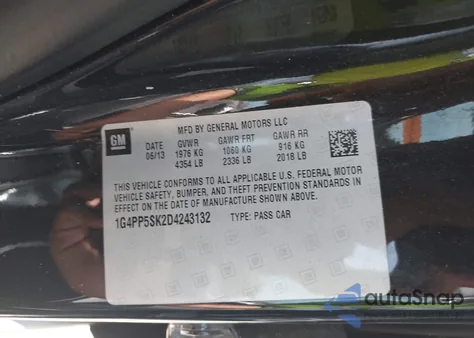 MFD BY GENERAL MOTORS LLC
GM DATE GVWR GAWR FRT GAWR RR
06/13 1976 KG 1060 KG 916 KG
4354 LB 2336 LB 2018 LB
THIS VEHICLE CONFORMS TO ALL APPLICABLE U.S. FEDERAL MOTOR
VEHICLE SAFETY, BUMPER, AND THEFT PREVENTION STANDARDS IN
EFFECT ON THE DATE OF MANUFACTURE SHOWN ABOVE.
1G4PP5SK2D4243132 TYPE: PASS CAR
autoSnap